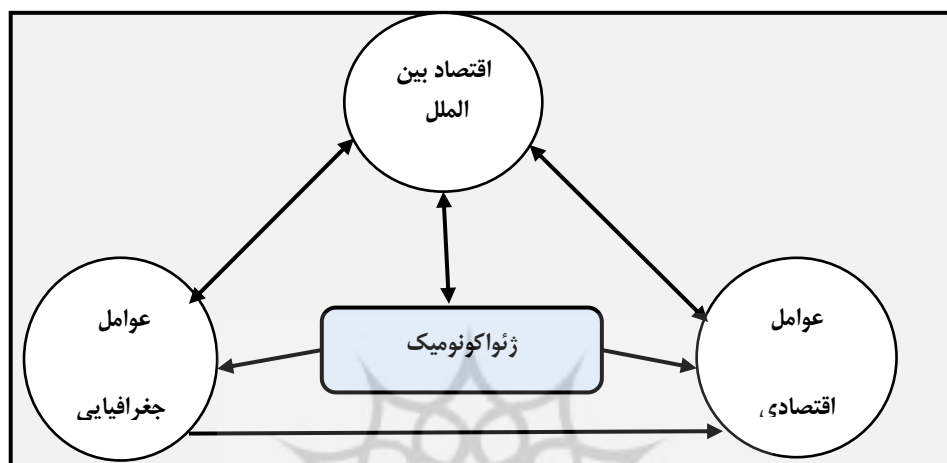 اقتصاد بین
الملل
عوامل
جغرافیایی
ژئواکونومیک
عوامل
اقتصادی